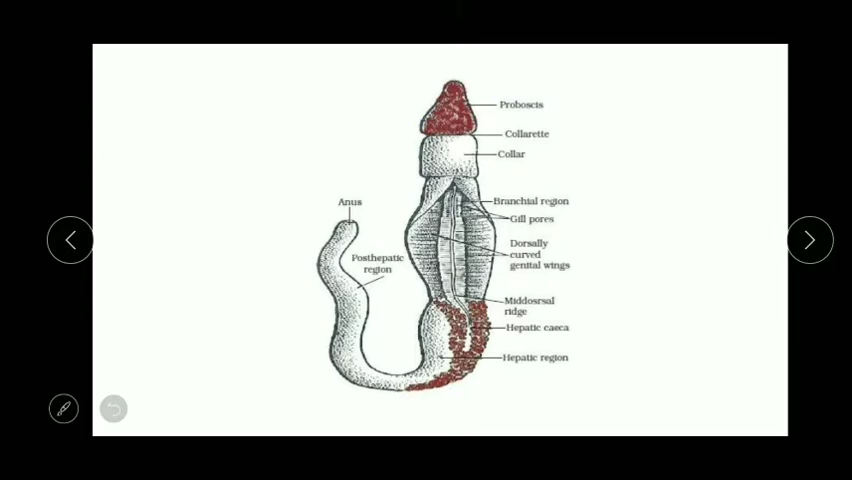 Proboscis
Collarette
Collar
Branchial region
Gill pores
Dorsally
curved
genital wings
Middosrsal
ridge
Hepatic caeca
Hepatic region
Anus
Posthepatic
region